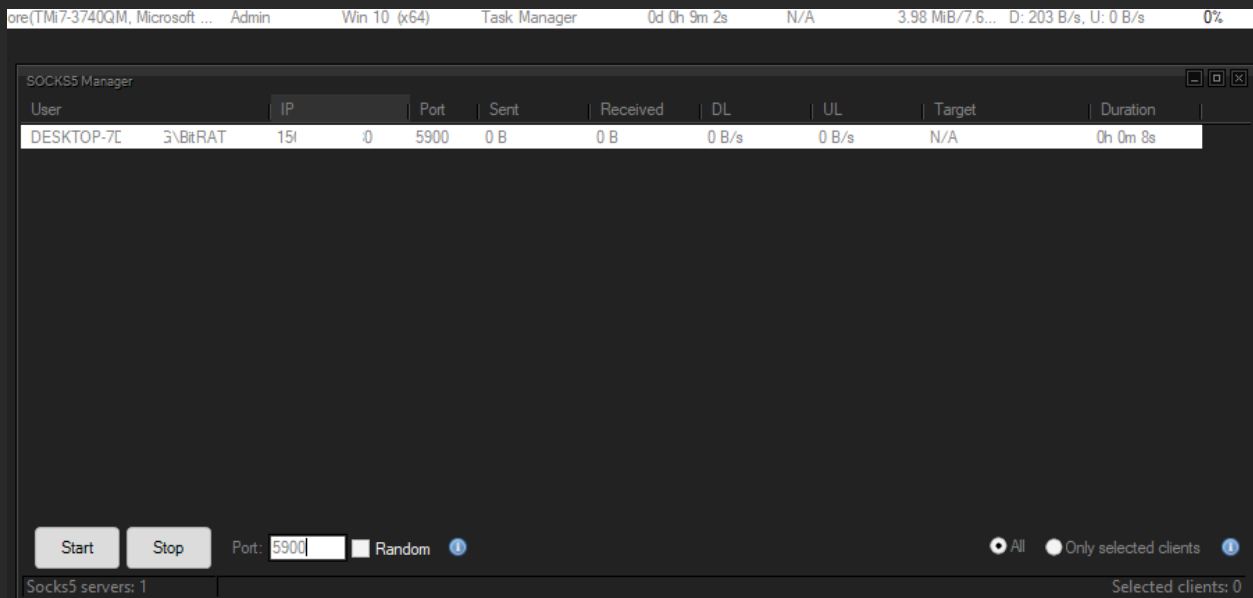 ore(TMi7-3740QM, Microsoft ... Admin Win 10 (x64) Task Manager 0d 0h 9m 2s N/A 3.98 MiB/7.6... D: 203 B/s, U: 0 B/s 0%
SOCKS5 Manager
User IP Port Sent Received DL UL Target Duration
DESKTOP-7D G\BitRAT 15 0 5900 0 B 0 B 0 B/s 0 B/s N/A 0h 0m 8s
Start Stop Port: 5900 Random All Only selected clients
Socks5 servers: 1 Selected clients: 0